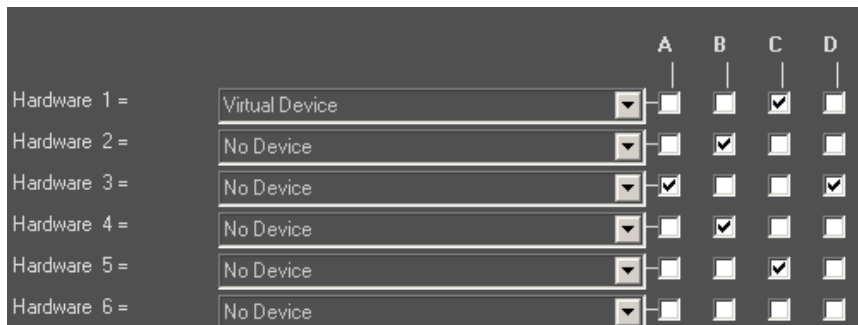 A B C D
Hardware 1 = Virtual Device
Hardware 2 = No Device
Hardware 3 = No Device
Hardware 4 = No Device
Hardware 5 = No Device
Hardware 6 = No Device